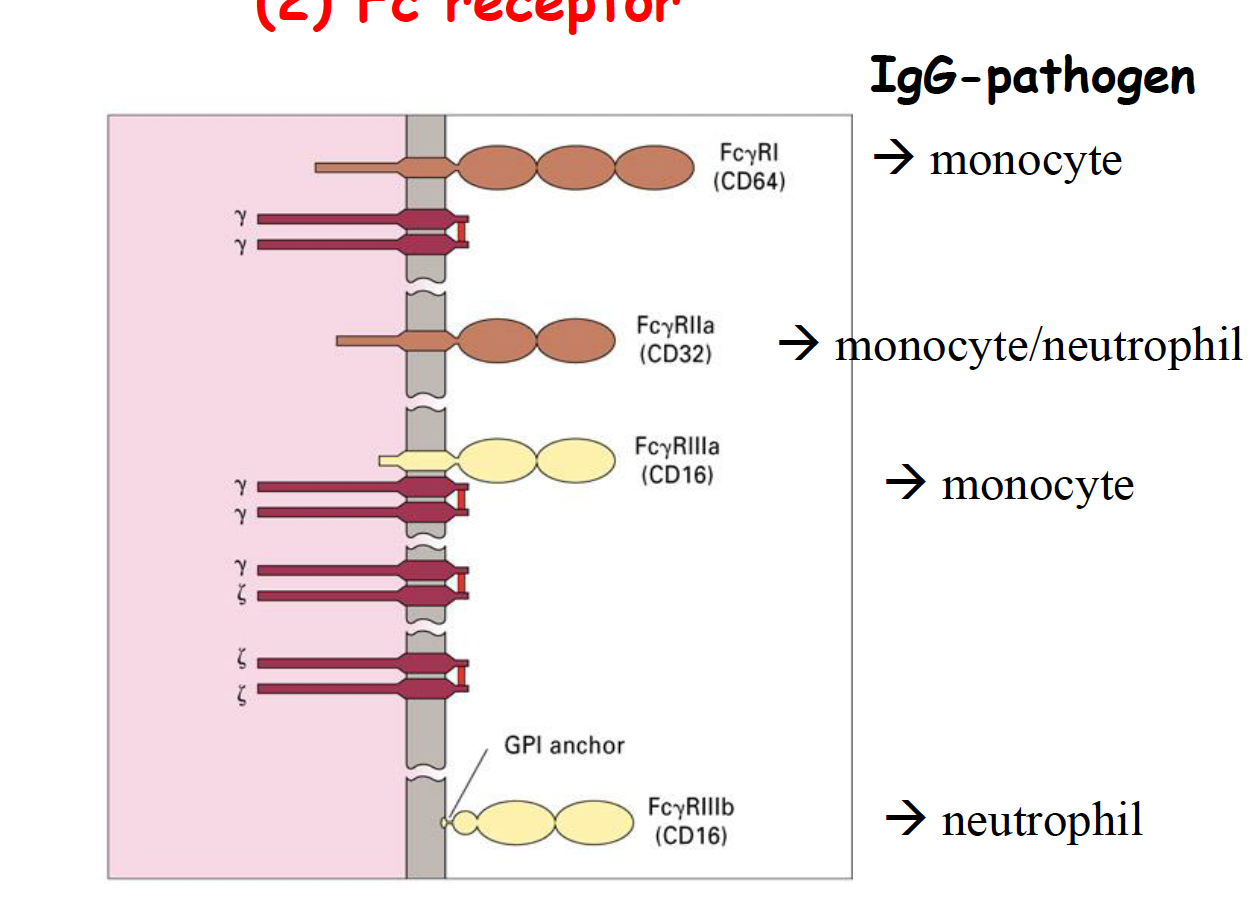 (2) Fc receptor
IgG-pathogen
FcγRI
(CD64)
→ monocyte
γ
γ
FcγRIIa
(CD32)
→ monocyte/neutrophil
FcγRIIIa
(CD16)
→ monocyte
γ
γ
γ
ζ
ζ
ζ
GPI anchor
FcγRIIIb
(CD16)
→ neutrophil